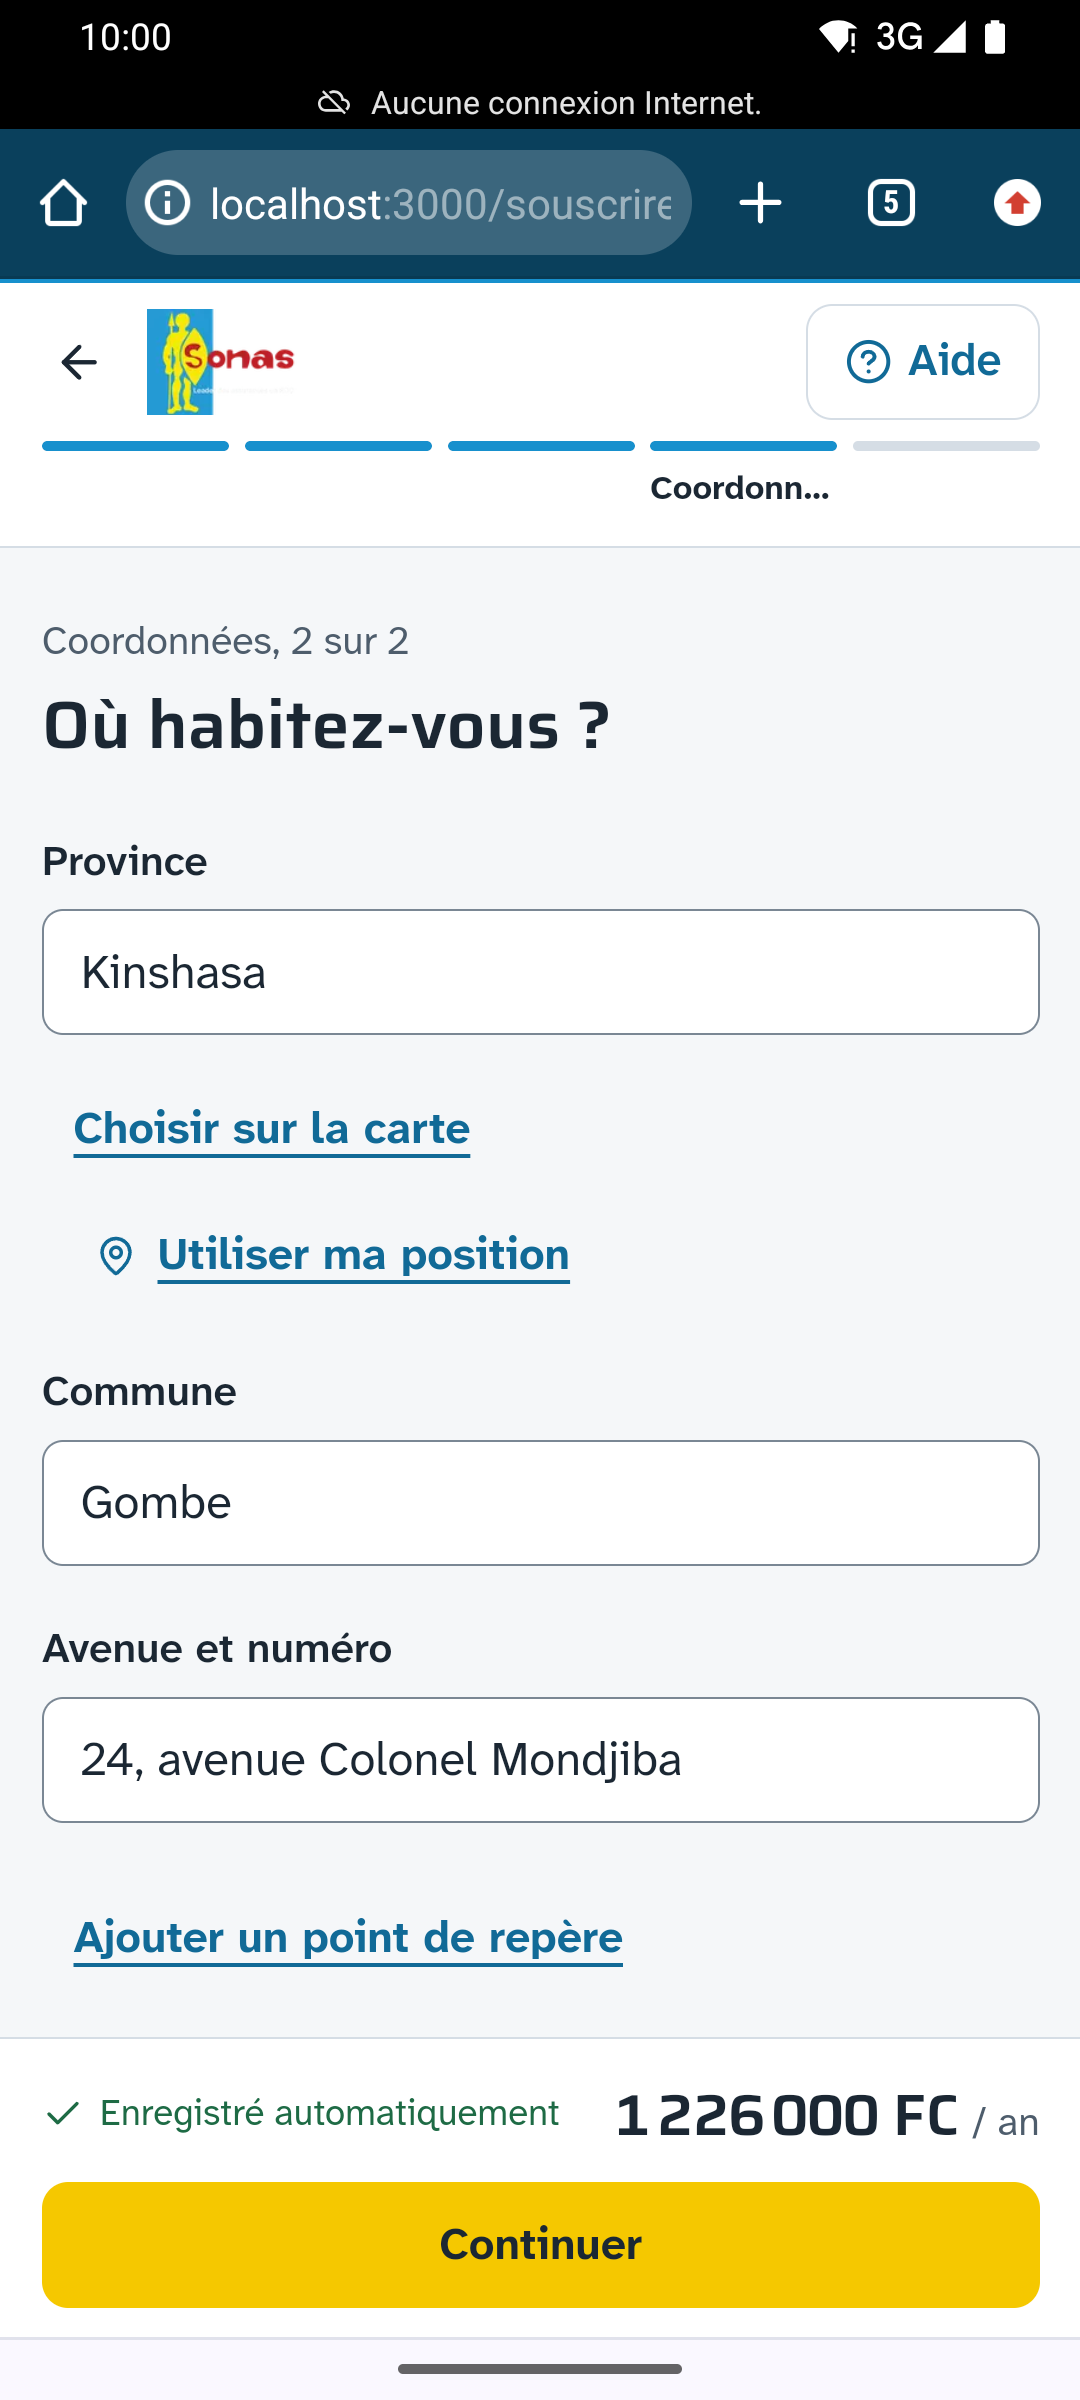 10:00
3G
Aucune connexion Internet.
localhost:3000/souscrire
5
Sonas
Aide
Coordonn...
Coordonnées, 2 sur 2
Où habitez-vous ?
Province
Kinshasa
Choisir sur la carte
Utiliser ma position
Commune
Gombe
Avenue et numéro
24, avenue Colonel Mondjiba
Ajouter un point de repère
Enregistré automatiquement
1 226 000 FC / an
Continuer